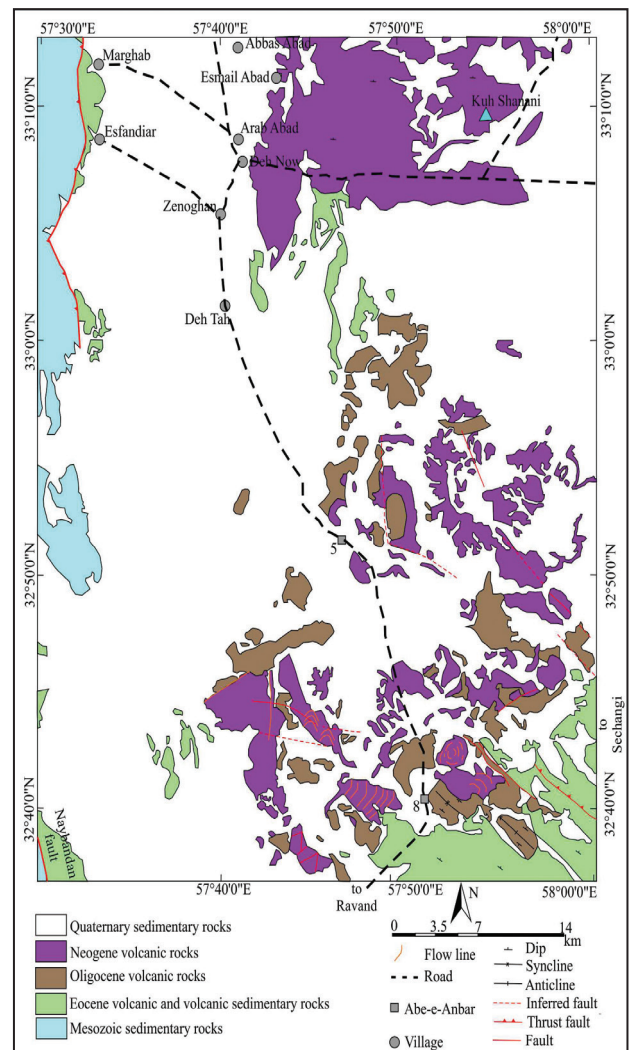 57°30'0"E
57°40'0"E
57°50'0"E
58°0'0"E
Marghab
Abbas Abad
Esmail Abad
Kuh Shanani
33°10'0"N
33°10'0"N
Esfandiar
Arab Abad
Deh Now
Zenoghan
Deh Tah
33°0'0"N
33°0'0"N
5
32°50'0"N
32°50'0"N
to
Sechangi
8
32°40'0"N
32°40'0"N
Naybandan
fault
57°40'0"E
to
Ravand
57°50'0"E
58°0'0"E
N
0 3.5 7 14
km
Quaternary sedimentary rocks
Neogene volcanic rocks
Oligocene volcanic rocks
Eocene volcanic and volcanic sedimentary rocks
Mesozoic sedimentary rocks
Flow line
Road
Abe-e-Anbar
Village
Dip
Syncline
Anticline
Inferred fault
Thrust fault
Fault